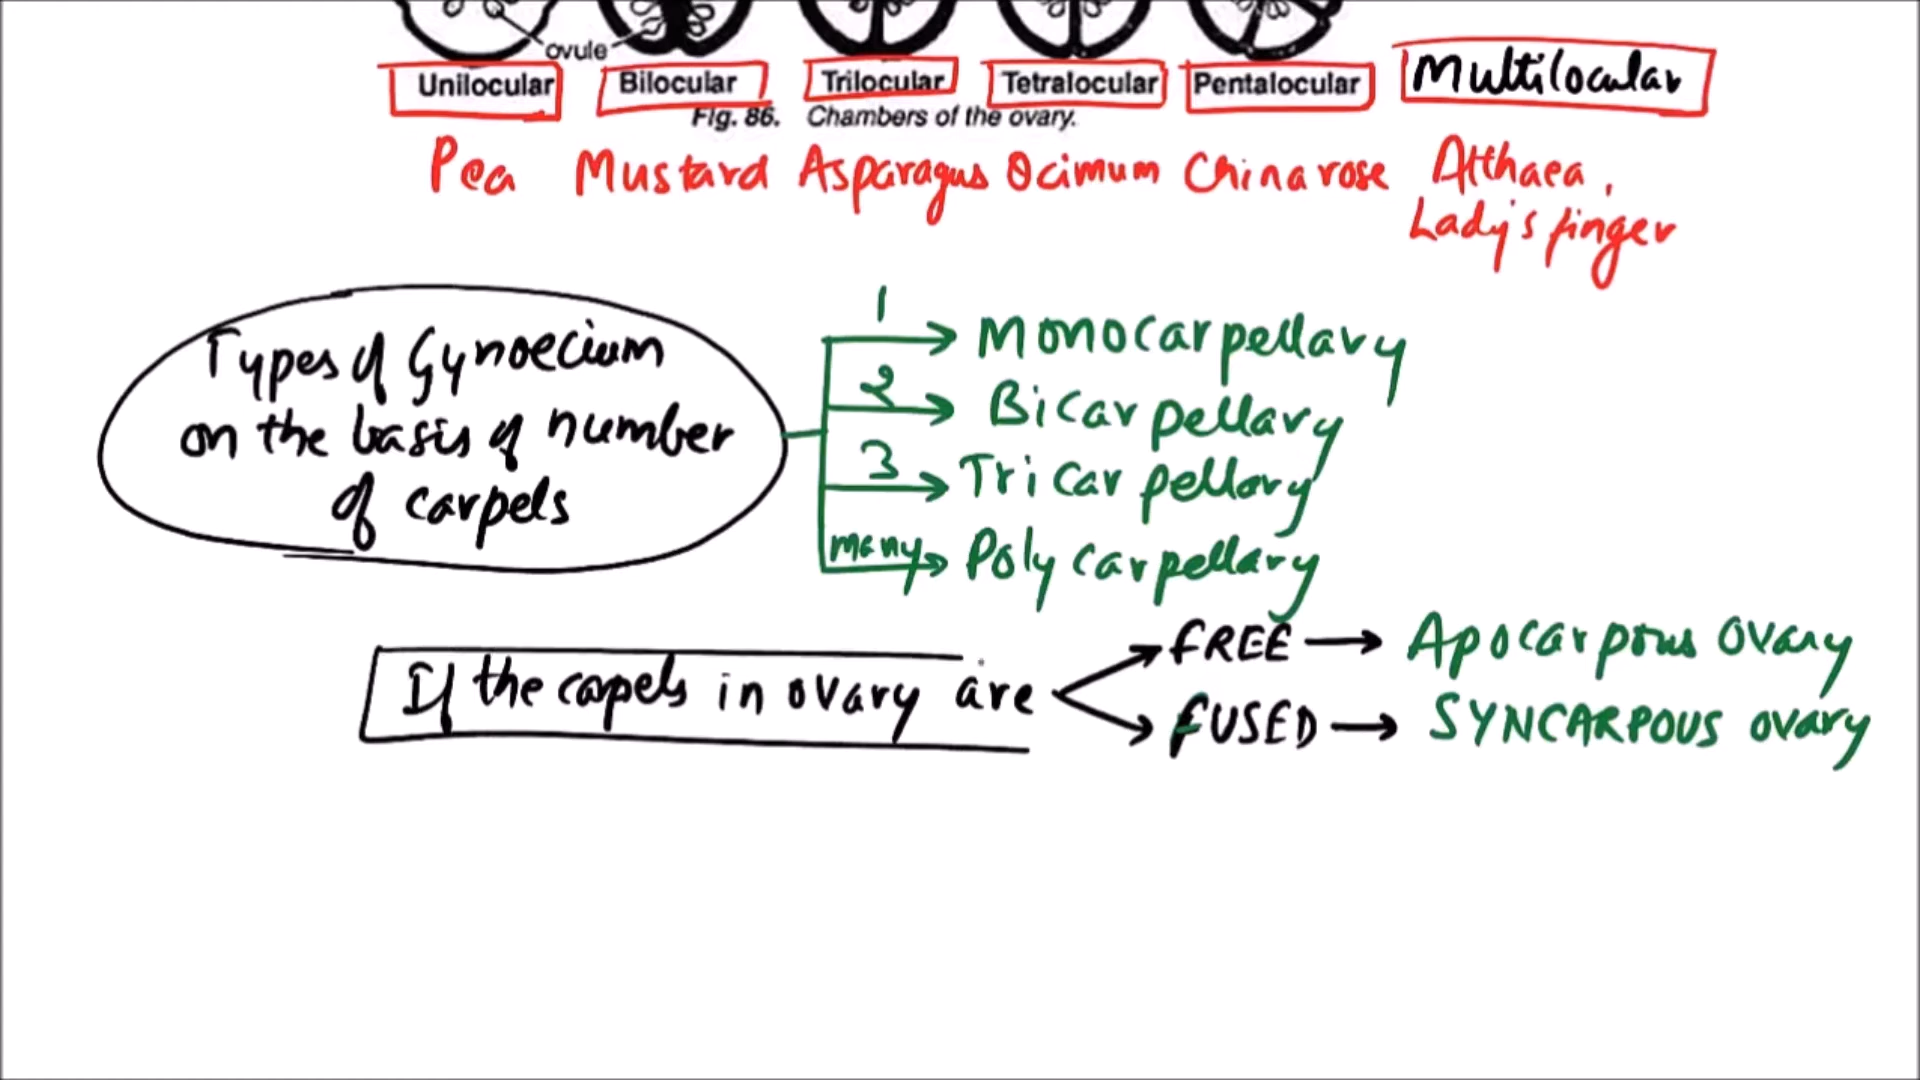 ovule
Unilocular Bilocular Trilocular Tetralocular Pentalocular Multilocular
Fig. 86. Chambers of the ovary.
Pea Mustard Asparagus Ocimum China rose Althaea,
Lady's finger
Types of Gynoecium
on the basis of number
of carpels
1 Monocarpellary
2 Bicarpellary
3 Tricarpellary
many Polycarpellary
If the capels in ovary are
FREE → Apocarpous ovary
FUSED → SYNCARPOUS ovary